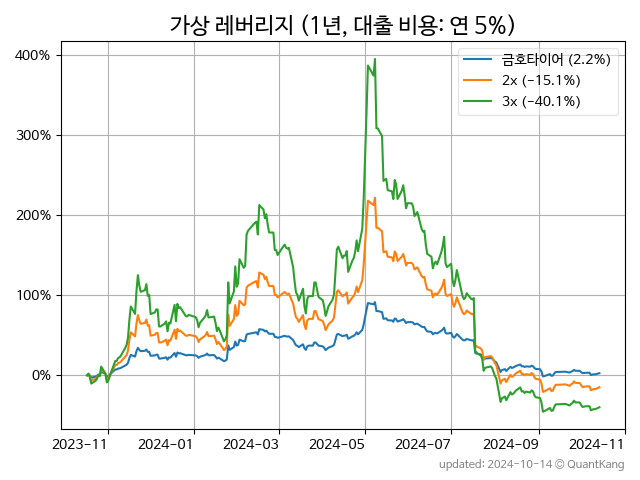 가상 레버리지 (1년, 대출 비용: 연 5%)
금호타이어 (2.2%)
2x (-15.1%)
3x (-40.1%)
400%
300%
200%
100%
0%
2023-11 2024-01 2024-03 2024-05 2024-07 2024-09 2024-11
updated: 2024-10-14 © QuantKang